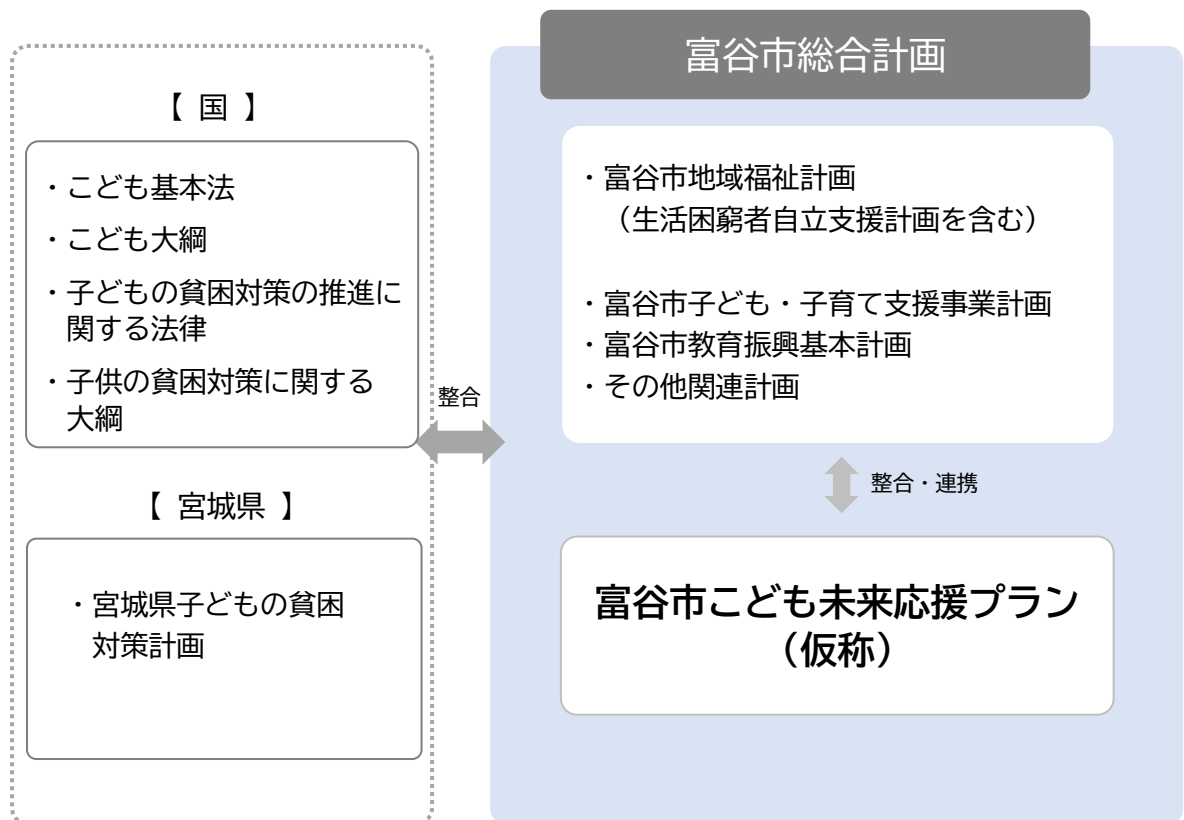 【 国 】
・こども基本法
・こども大綱
・子どもの貧困対策の推進に
関する法律
・子供の貧困対策に関する
大綱
【 宮城県 】
・宮城県子どもの貧困
対策計画
整合
富谷市総合計画
・富谷市地域福祉計画
（生活困窮者自立支援計画を含む）
・富谷市子ども・子育て支援事業計画
・富谷市教育振興基本計画
・その他関連計画
整合・連携
富谷市こども未来応援プラン
（仮称）